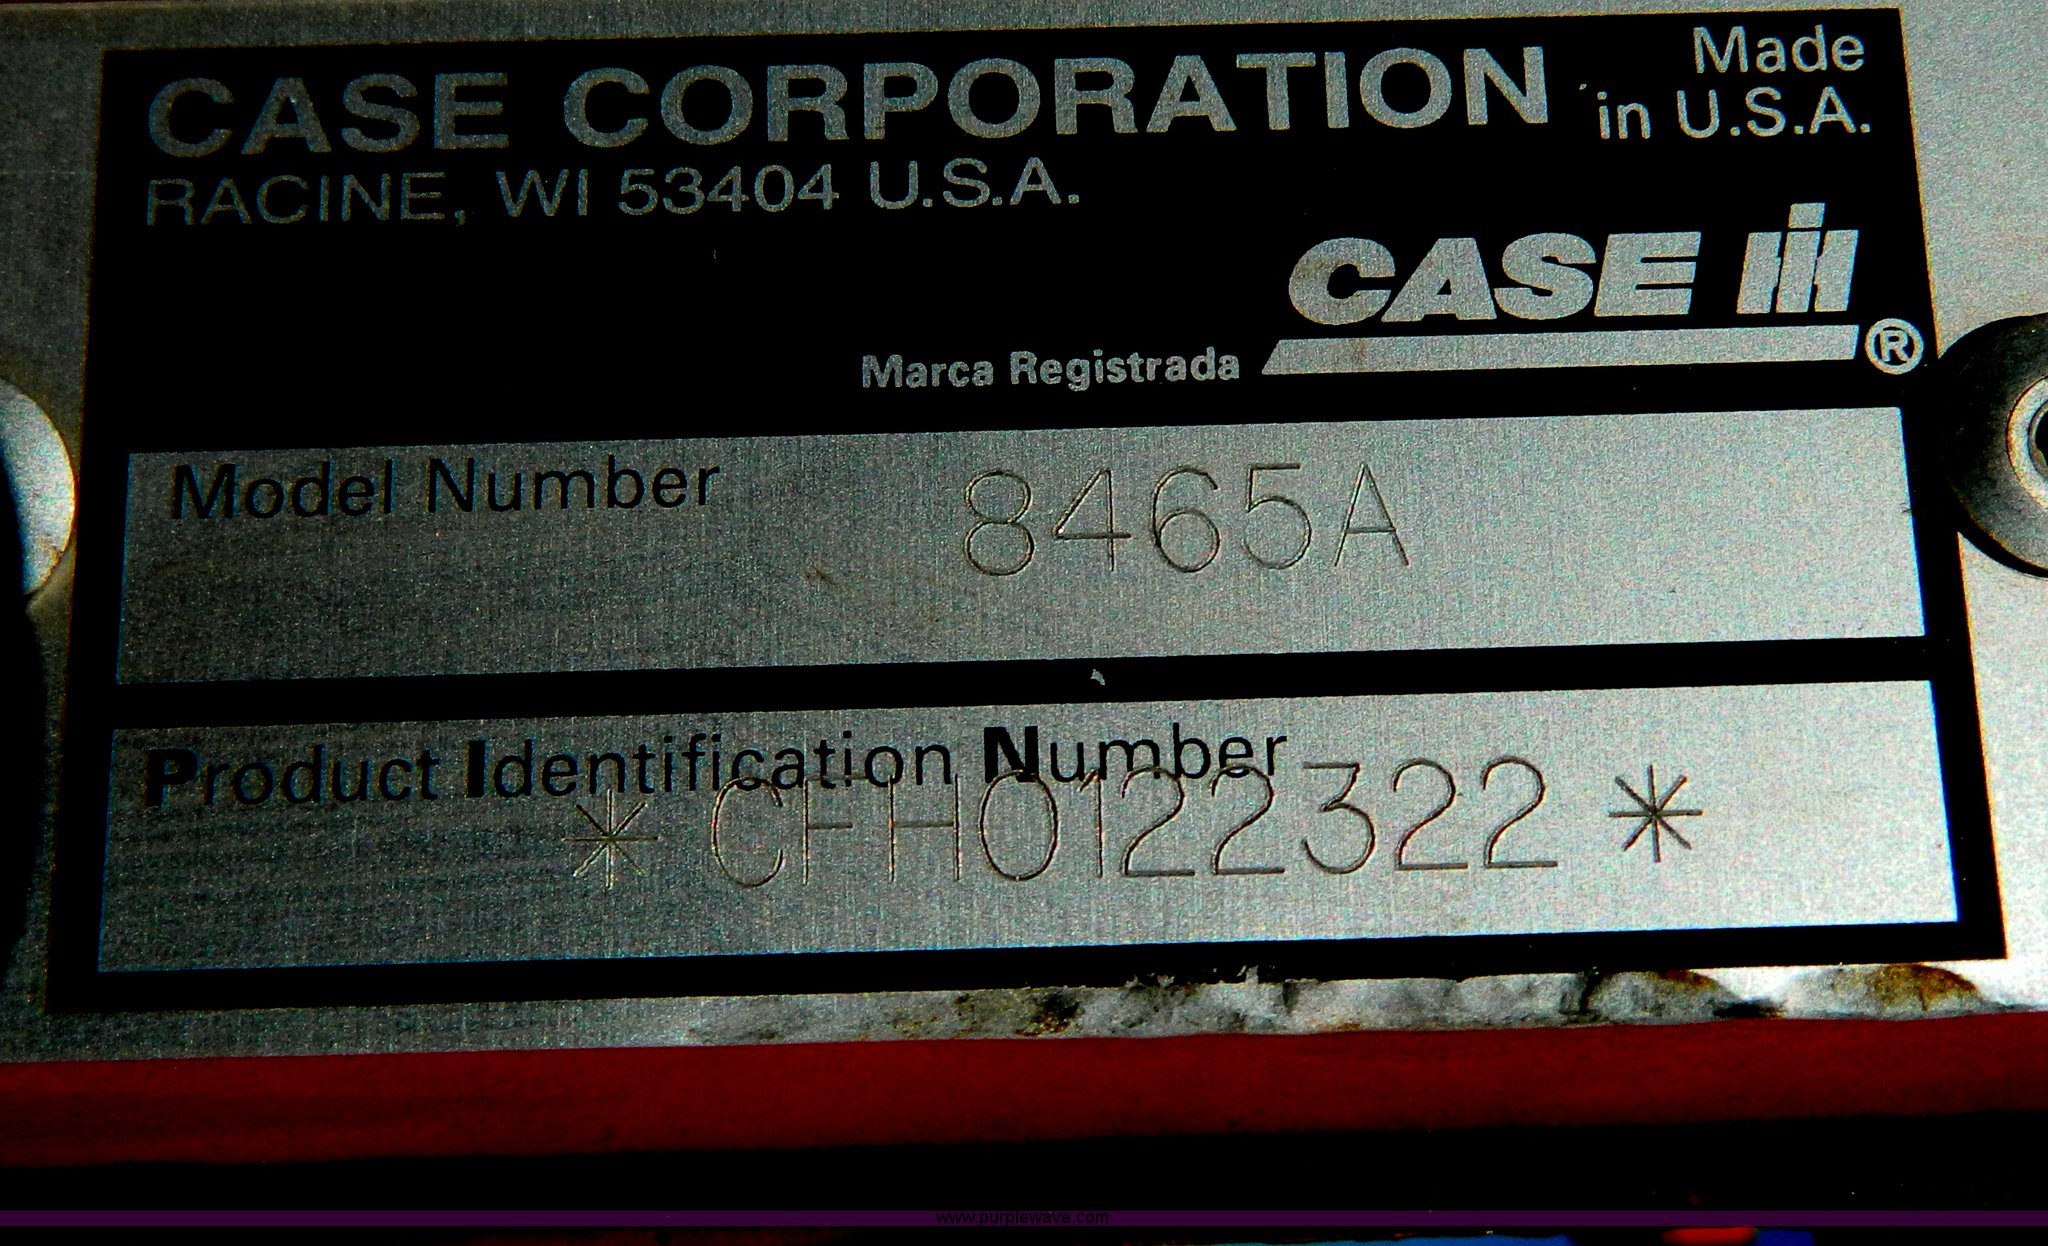 CASE CORPORATION
Made
in U.S.A.
RACINE, WI 53404 U.S.A.
CASE IH
Marca Registrada ®
Model Number 8465A
Product Identification Number
*CFH0122322*
www.purplewave.com